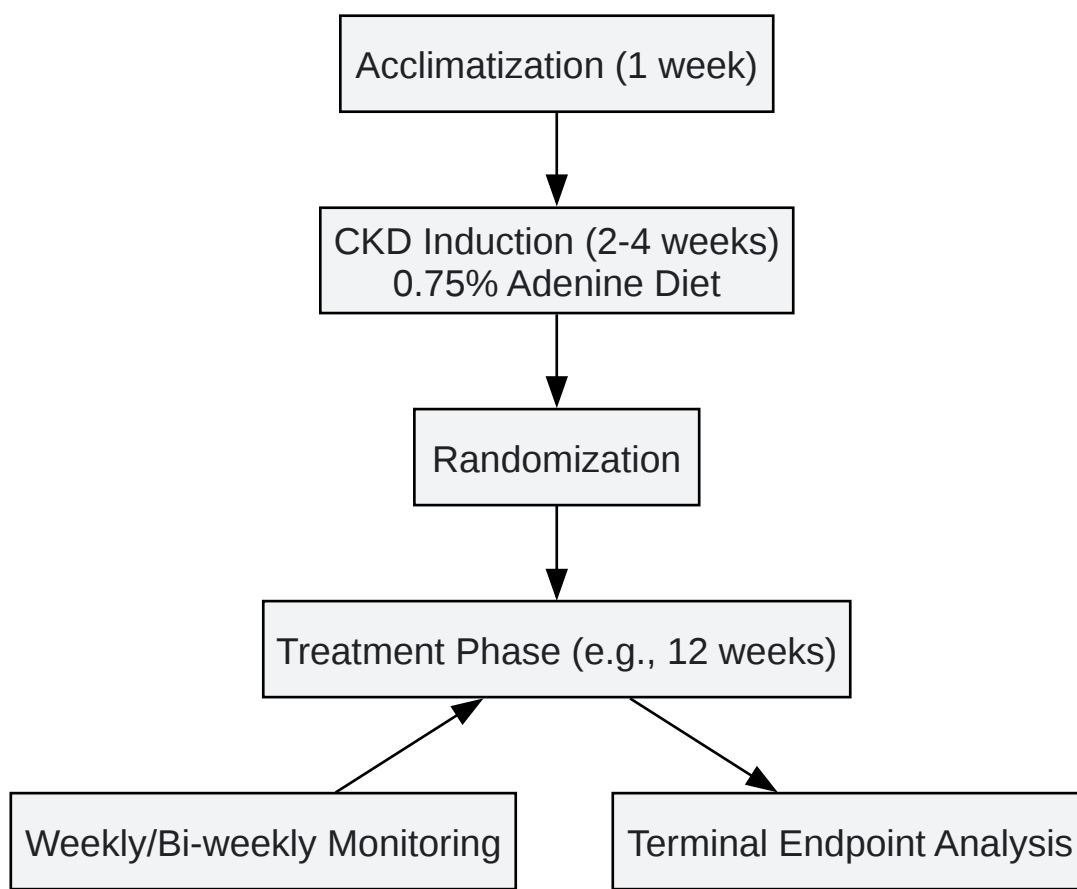 Acclimatization (1 week)
CKD Induction (2-4 weeks)
0.75% Adenine Diet
Randomization
Treatment Phase (e.g., 12 weeks)
Weekly/Bi-weekly Monitoring
Terminal Endpoint Analysis